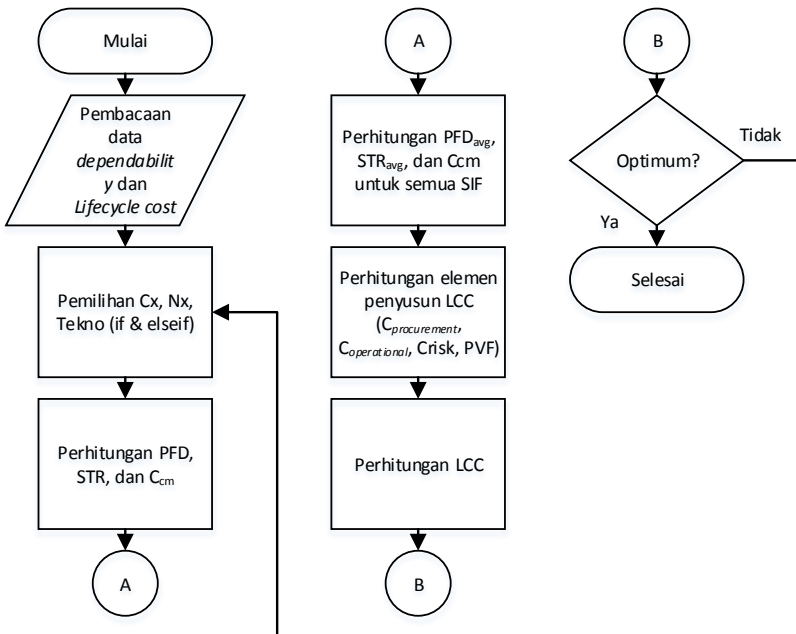 Mulai
Pembacaan
data
dependabilit
y dan
Lifecycle cost
Pemilihan Cx, Nx,
Tekno (if & elseif)
Perhitungan PFD,
STR, dan Ccm
A
A
Perhitungan PFDavg,
STRavg, dan Ccm
untuk semua SIF
Perhitungan elemen
penyusun LCC
(Cprocurement,
Coperational, Crisk, PVF)
Perhitungan LCC
B
B
Optimum?
Tidak
Ya
Selesai